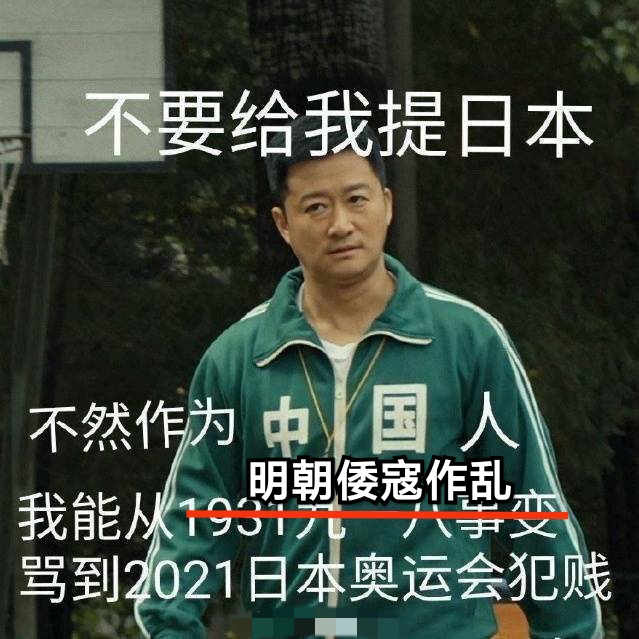 不要给我提日本
不然作为中国人
明朝倭寇作乱
我能从1931九一八事变
骂到2021日本奥运会犯贱